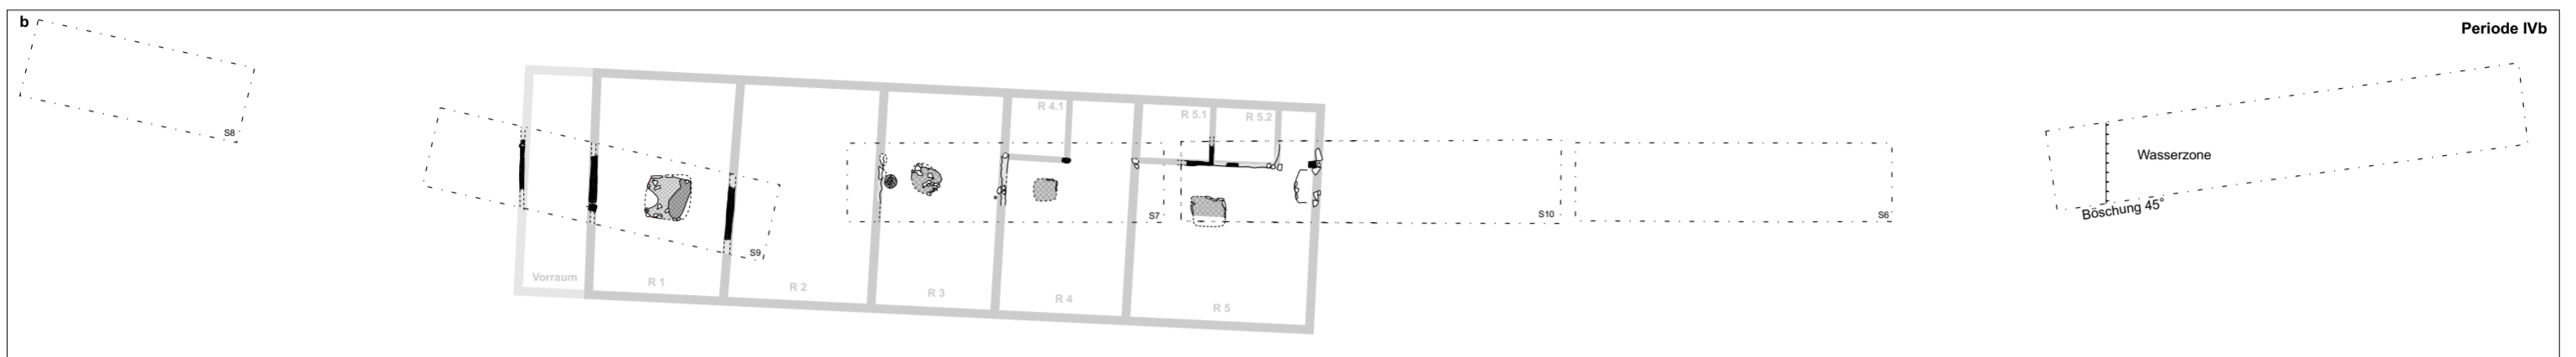 b
Periode IVb
S8
R 4.1
R 5.1
R 5.2
Wasserzone
Böschung 45°
S7
S10
S6
S9
Vorraum
R 1
R 2
R 3
R 4
R 5